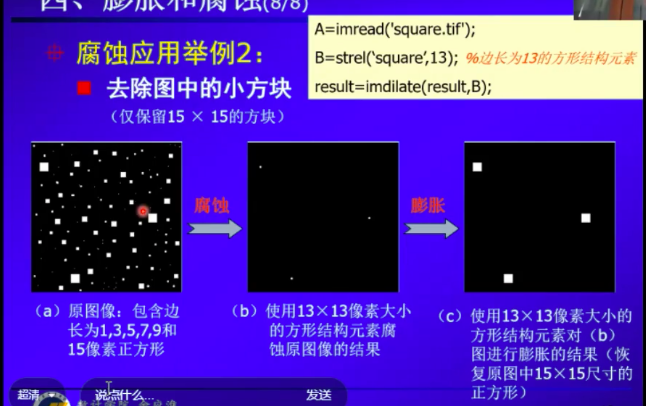 四、膨胀和腐蚀(8/8)
A=imread('square.tif');
B=strel('square',13); %边长为13的方形结构元素
result=imdilate(result,B);
腐蚀应用举例2:
去除图中的小方块
(仅保留15 × 15的方块)
腐蚀
膨胀
(a) 原图像:包含边
长为1,3,5,7,9和
15像素正方形
(b) 使用13×13像素大小
的方形结构元素腐
蚀原图像的结果
(c) 使用13×13像素大小的
方形结构元素对(b)
图进行膨胀的结果(恢
复原图中15×15尺寸的
正方形)
超清
说点什么...
发送